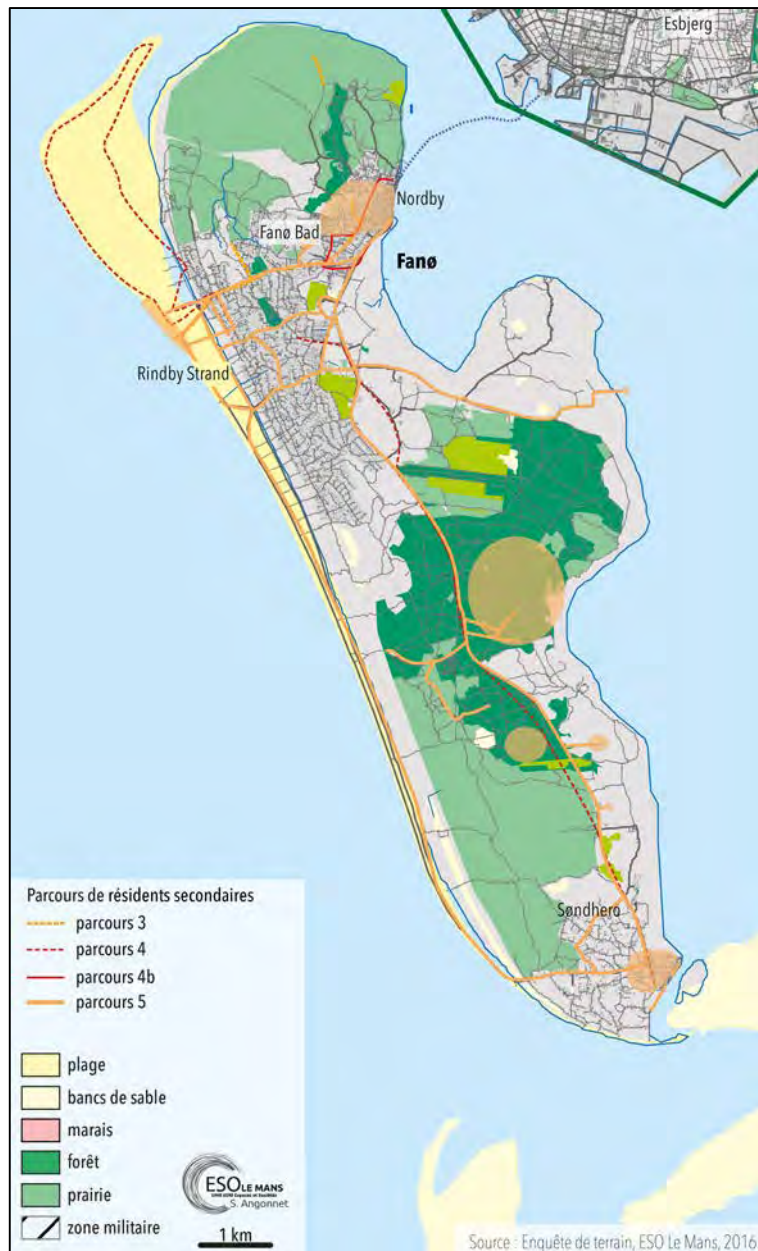 Esbjerg
Nordby
Fanø Bad
Fanø
Rindby Strand
Søndhero
Parcours de résidents secondaires
parcours 3
parcours 4
parcours 4b
parcours 5
plage
bancs de sable
marais
forêt
prairie
zone militaire
ESO LE MANS
S. Angonnet
1 km
Source : Enquête de terrain, ESO Le Mans, 2016